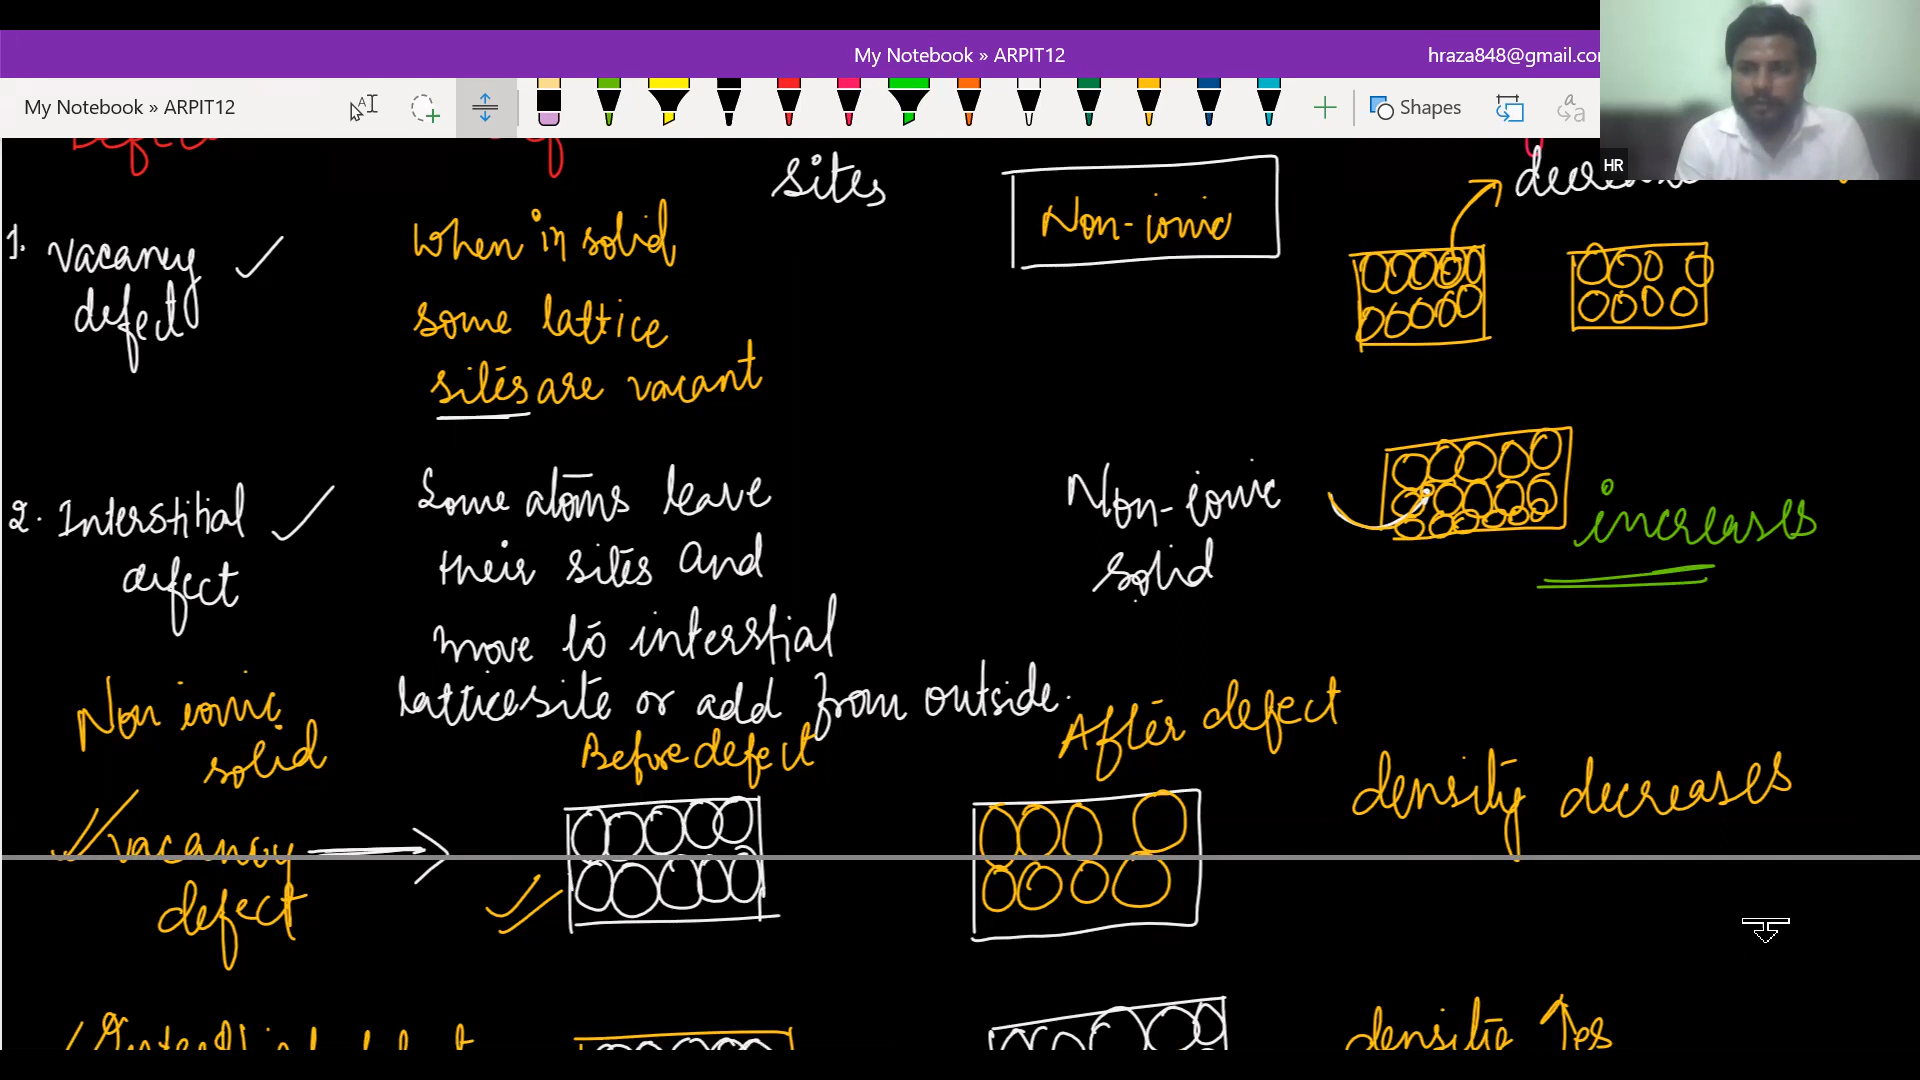 My Notebook » ARPIT12
hraza848@gmail.co
My Notebook » ARPIT12
Shapes
HR
sites
Non-ionic
1. vacancy
defect
When in solid
some lattice
sites are vacant
2. Interstitial
defect
Some atoms leave
their sites and
move to interstial
lattice site or add from outside.
Non-ionic
solid
increases
Non ionic
solid
Before defect
After defect
density decreases
vacancy
defect